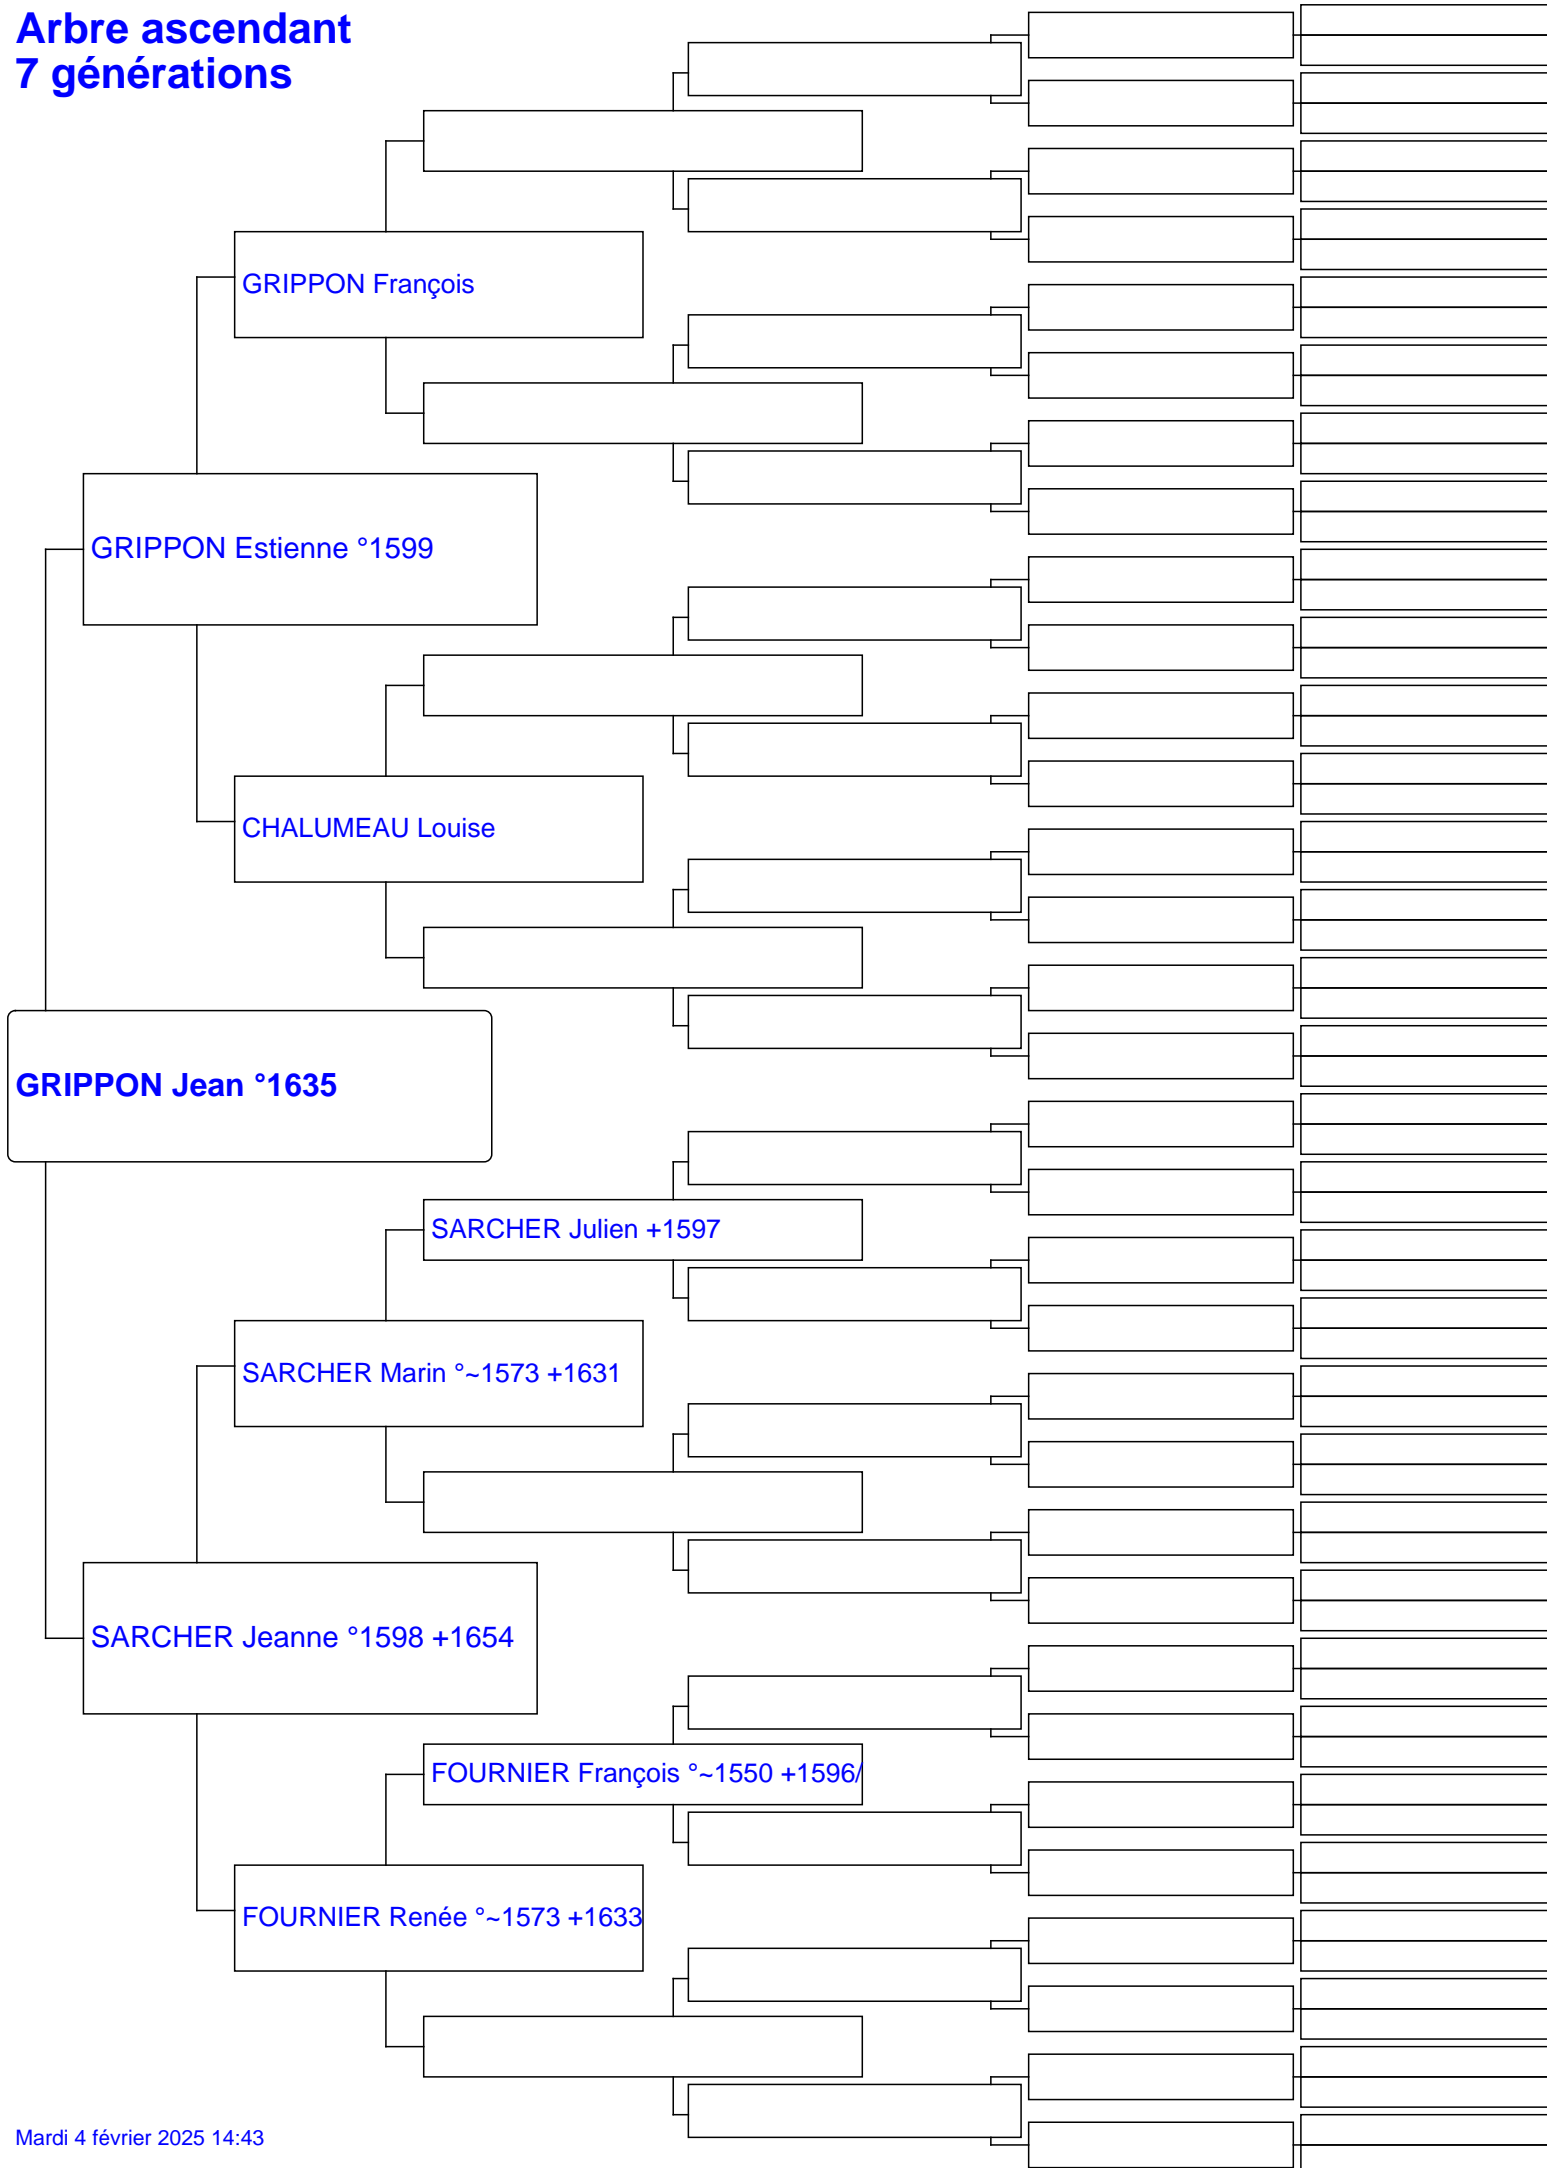 Arbre ascendant
7 générations
GRIPPON François
GRIPPON Estienne °1599
CHALUMEAU Louise
GRIPPON Jean °1635
SARCHER Julien +1597
SARCHER Marin °~1573 +1631
SARCHER Jeanne °1598 +1654
FOURNIER François °~1550 +1596/
FOURNIER Renée °~1573 +1633
Mardi 4 février 2025 14:43